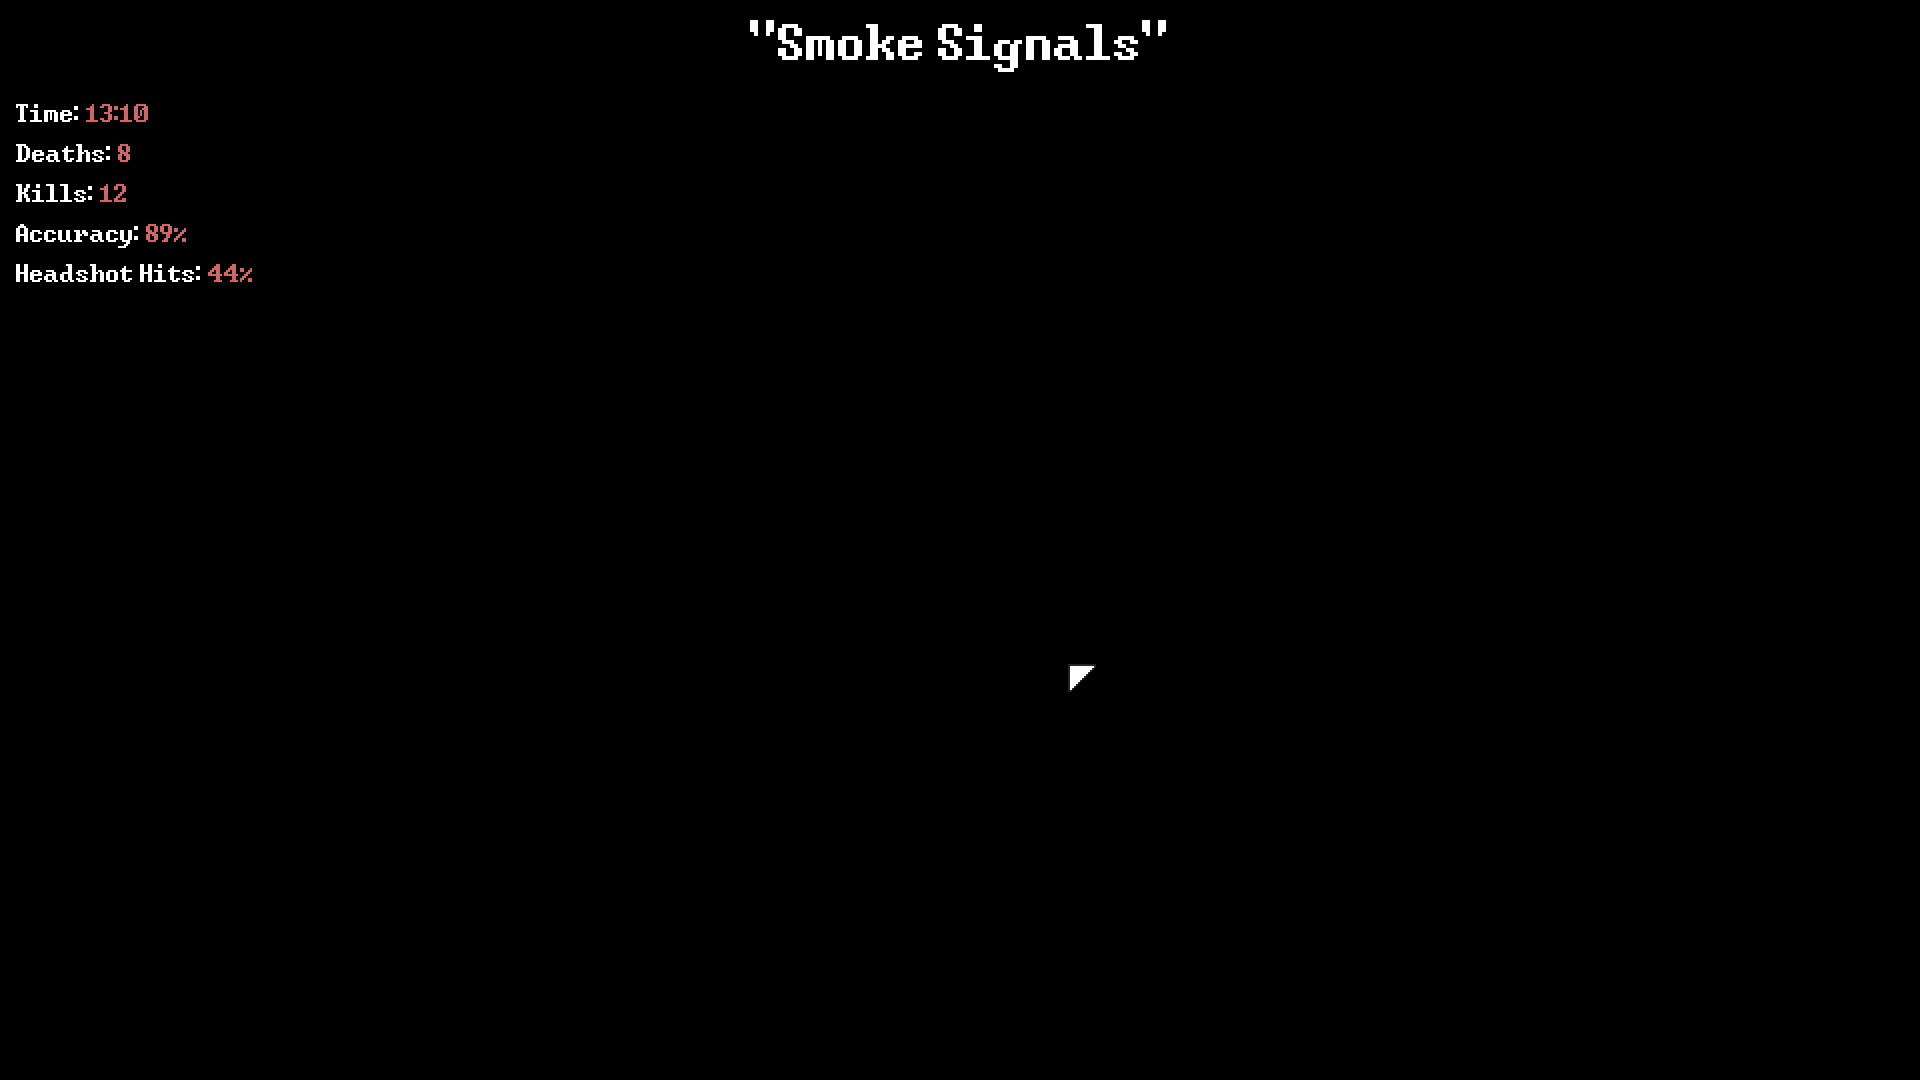 "Smoke Signals"
Time: 13:10
Deaths: 8
Kills: 12
Accuracy: 89%
Headshot Hits: 44%